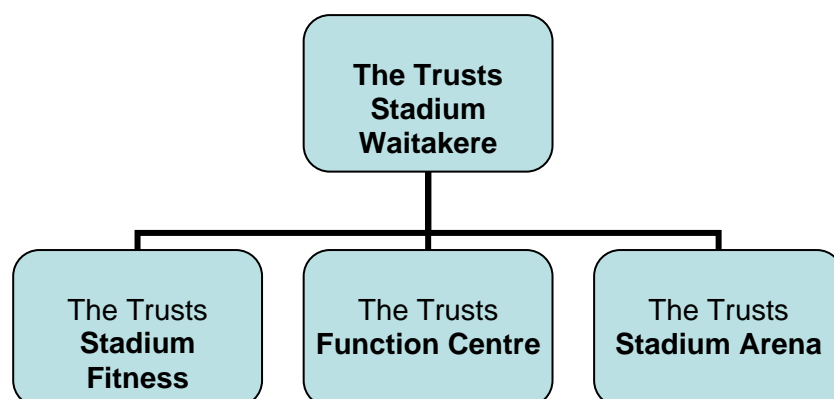 The Trusts
Stadium
Waitakere
The Trusts
Stadium
Fitness
The Trusts
Function Centre
The Trusts
Stadium Arena